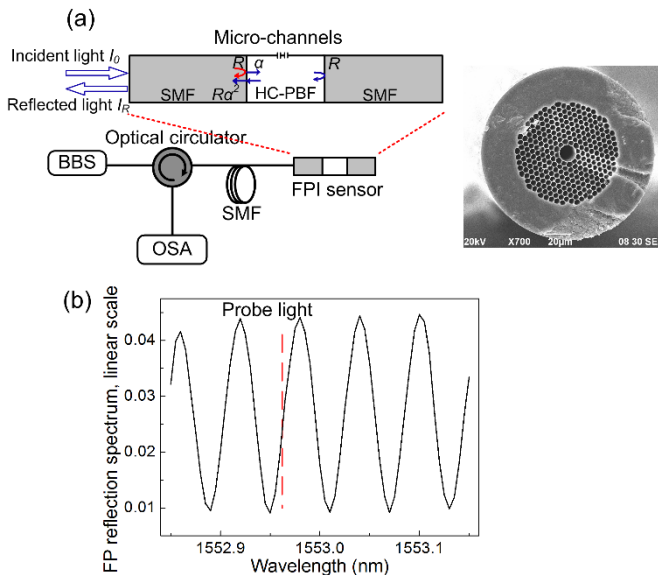 (a)
Micro-channels
Incident light I0
R
α
R
Reflected light IR
SMF
Rα2
HC-PBF
SMF
Optical circulator
BBS
SMF
FPI sensor
OSA
20kV X700 20μm 08 30 SE
(b)
Probe light
FP reflection spectrum, linear scale
0.04
0.03
0.02
0.01
1552.9
1553.0
1553.1
Wavelength (nm)